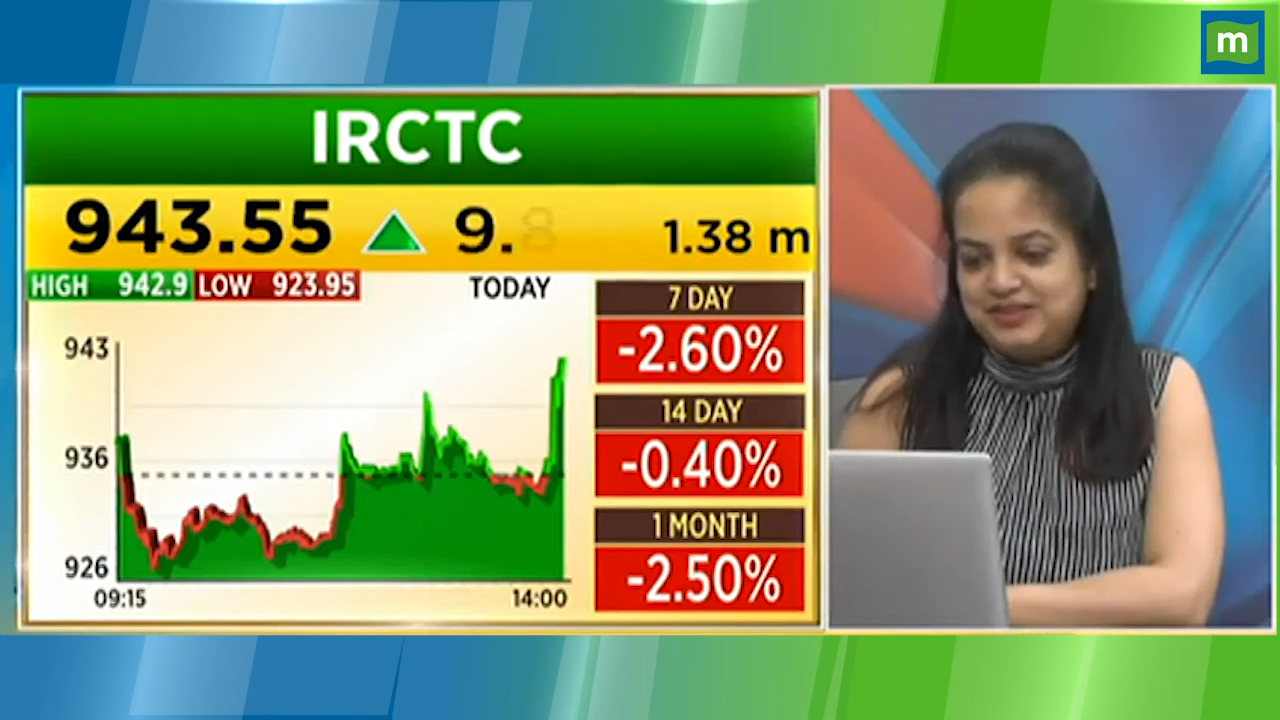 m
IRCTC
943.55 9. 1.38 m
HIGH 942.9 LOW 923.95
TODAY
943
936
926
09:15 14:00
7 DAY
-2.60%
14 DAY
-0.40%
1 MONTH
-2.50%